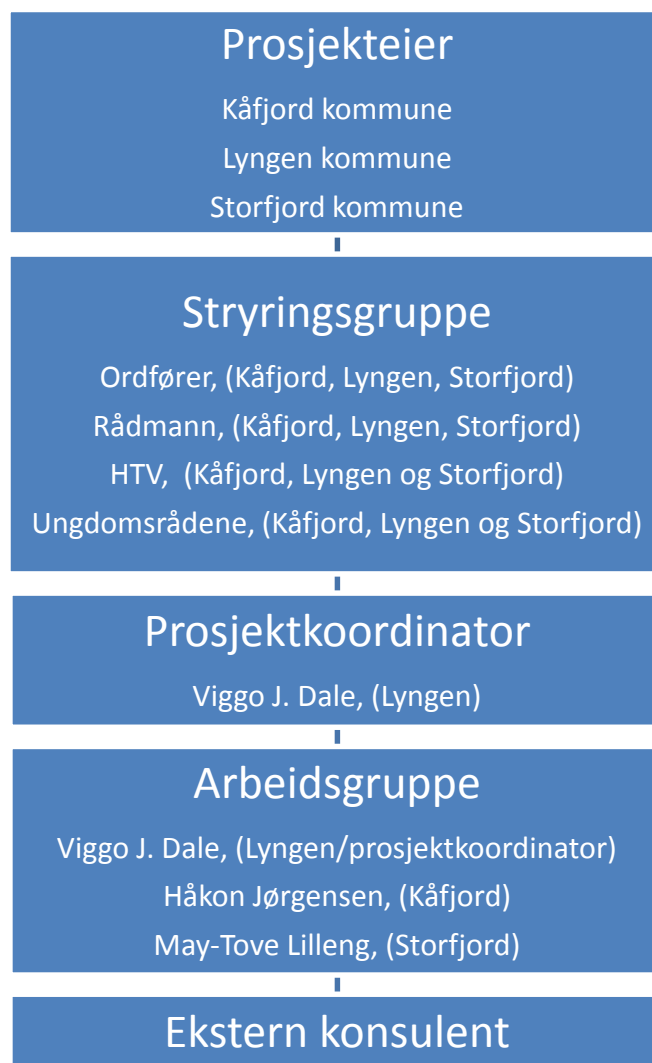 Prosjekteier
Kåfjord kommune
Lyngen kommune
Storfjord kommune
Stryringsgruppe
Ordfører, (Kåfjord, Lyngen, Storfjord)
Rådmann, (Kåfjord, Lyngen, Storfjord)
HTV,  (Kåfjord, Lyngen og Storfjord)
Ungdomsrådene, (Kåfjord, Lyngen og Storfjord)
Prosjektkoordinator
Viggo J. Dale, (Lyngen)
Arbeidsgruppe
Viggo J. Dale, (Lyngen/prosjektkoordinator)
Håkon Jørgensen, (Kåfjord)
May-Tove Lilleng, (Storfjord)
Ekstern konsulent